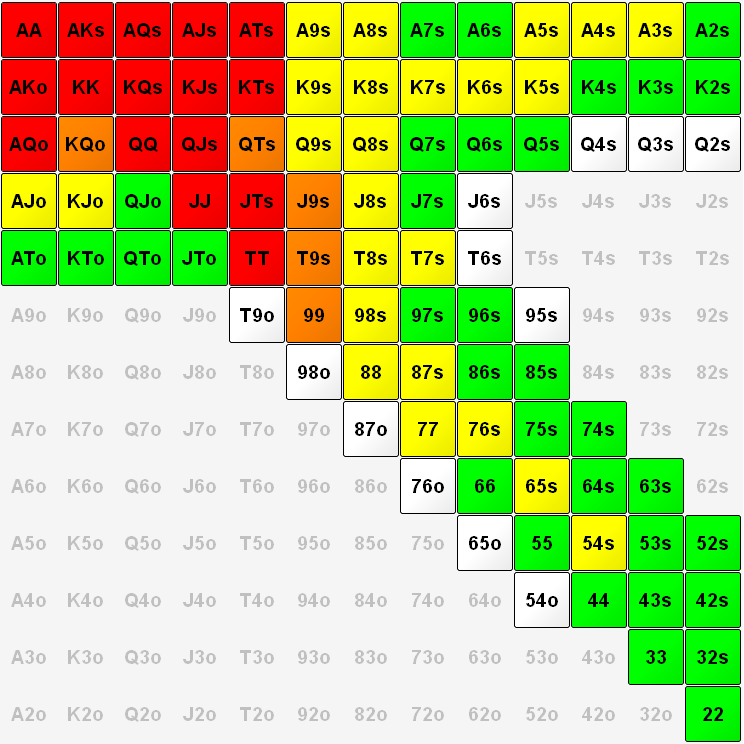 AA AKs AQs AJs ATs A9s A8s A7s A6s A5s A4s A3s A2s
AKo KK KQs KJs KTs K9s K8s K7s K6s K5s K4s K3s K2s
AQo KQo QQ QJs QTs Q9s Q8s Q7s Q6s Q5s Q4s Q3s Q2s
AJo KJo QJo JJ JTs J9s J8s J7s J6s J5s J4s J3s J2s
ATo KTo QTo JTo TT T9s T8s T7s T6s T5s T4s T3s T2s
A9o K9o Q9o J9o T9o 99 98s 97s 96s 95s 94s 93s 92s
A8o K8o Q8o J8o T8o 98o 88 87s 86s 85s 84s 83s 82s
A7o K7o Q7o J7o T7o 97o 87o 77 76s 75s 74s 73s 72s
A6o K6o Q6o J6o T6o 96o 86o 76o 66 65s 64s 63s 62s
A5o K5o Q5o J5o T5o 95o 85o 75o 65o 55 54s 53s 52s
A4o K4o Q4o J4o T4o 94o 84o 74o 64o 54o 44 43s 42s
A3o K3o Q3o J3o T3o 93o 83o 73o 63o 53o 43o 33 32s
A2o K2o Q2o J2o T2o 92o 82o 72o 62o 52o 42o 32o 22